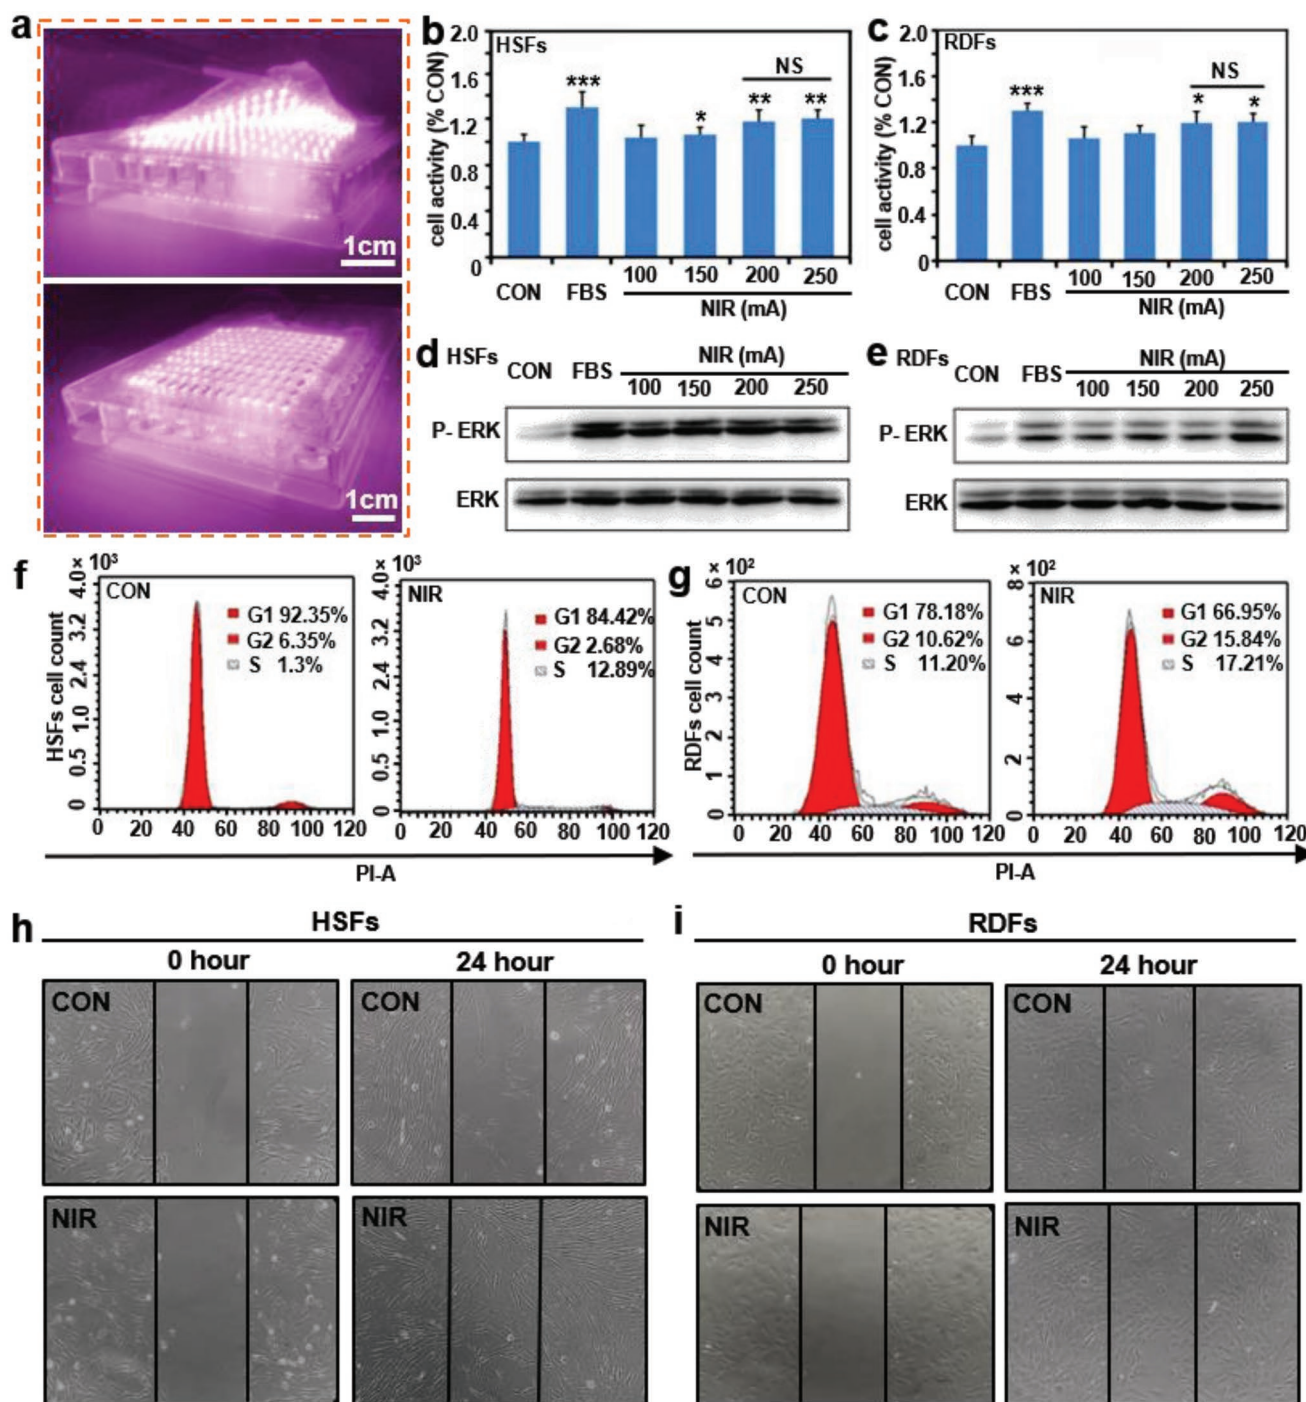 a
1cm
1cm
b
HSFs
cell activity (% CON)
2.0
1.6
1.2
0.8
0.4
0
***
*
**
**
NS
CON
FBS
100
150
200
250
NIR (mA)
c
RDFs
cell activity (% CON)
2.0
1.6
1.2
0.8
0.4
0
***
*
*
NS
CON
FBS
100
150
200
250
NIR (mA)
d
HSFs
CON
FBS
NIR (mA)
100
150
200
250
P- ERK
ERK
e
RDFs
CON
FBS
NIR (mA)
100
150
200
250
P- ERK
ERK
f
× 10³
HSFs cell count
4.0
3.2
2.4
1.0
0.5
0
CON
G1 92.35%
G2 6.35%
S 1.3%
0 20 40 60 80 100 120
× 10³
4.0
3.2
2.4
1.0
0.5
0
NIR
G1 84.42%
G2 2.68%
S 12.89%
0 20 40 60 80 100 120
PI-A
g
× 10²
RDFs cell count
6
5
4
3
2
1
0
CON
G1 78.18%
G2 10.62%
S 11.20%
0 20 40 60 80 100 120
× 10²
8
6
4
2
0
NIR
G1 66.95%
G2 15.84%
S 17.21%
0 20 40 60 80 100 120
PI-A
h
HSFs
0 hour
24 hour
CON
CON
NIR
NIR
i
RDFs
0 hour
24 hour
CON
CON
NIR
NIR